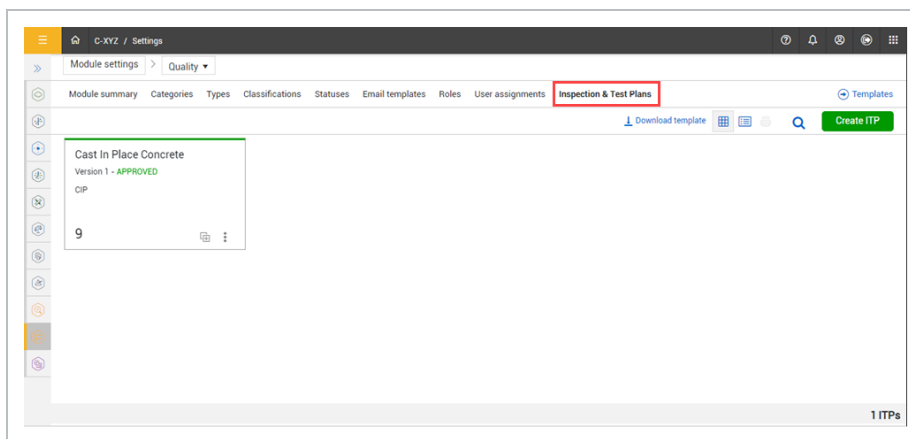 C-XYZ / Settings
Module settings > Quality
Module summary Categories Types Classifications Statuses Email templates Roles User assignments Inspection & Test Plans Templates
Download template Create ITP
Cast In Place Concrete
Version 1 - APPROVED
CIP
9
1 ITPs